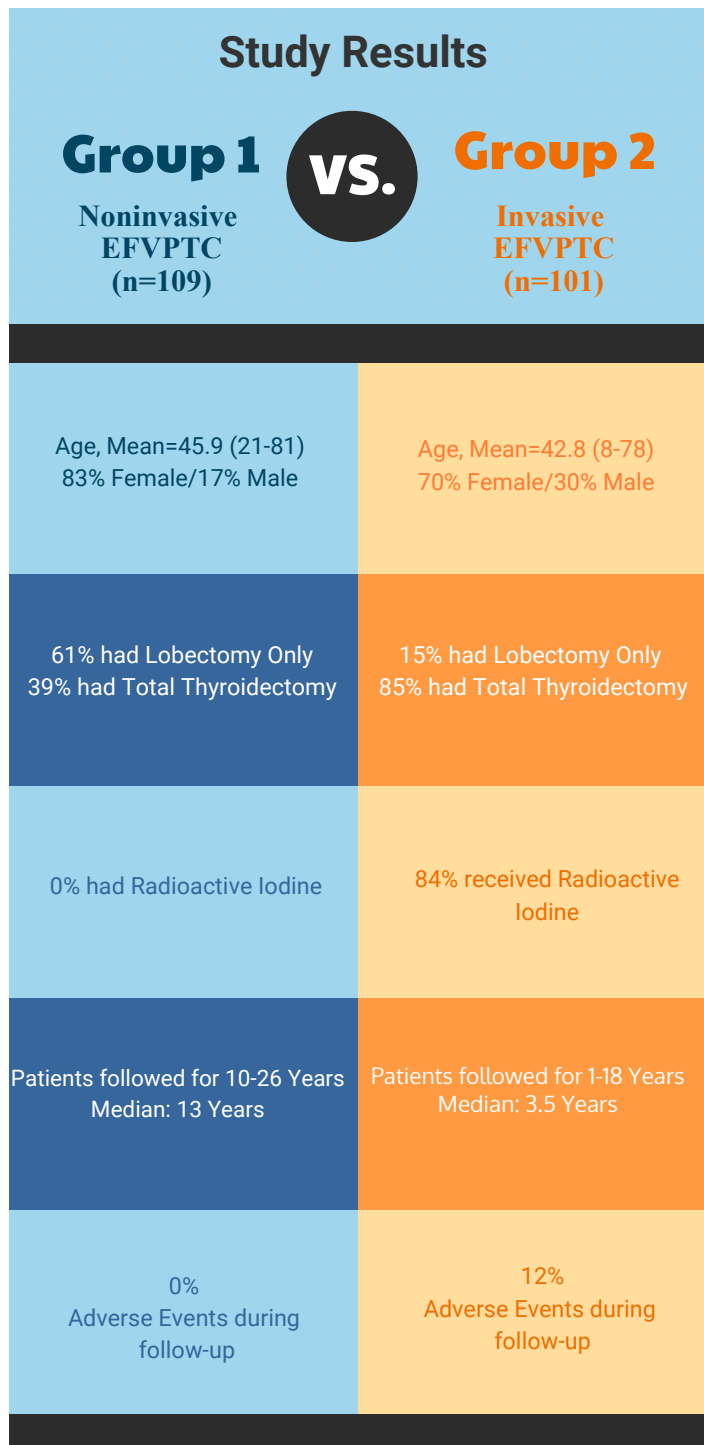 Study Results
Group 1
VS.
Group 2
Noninvasive
EFVPTC
(n=109)
Invasive
EFVPTC
(n=101)
Age, Mean=45.9 (21-81)
83% Female/17% Male
Age, Mean=42.8 (8-78)
70% Female/30% Male
61% had Lobectomy Only
39% had Total Thyroidectomy
15% had Lobectomy Only
85% had Total Thyroidectomy
0% had Radioactive Iodine
84% received Radioactive
Iodine
Patients followed for 10-26 Years
Median: 13 Years
Patients followed for 1-18 Years
Median: 3.5 Years
0%
Adverse Events during
follow-up
12%
Adverse Events during
follow-up